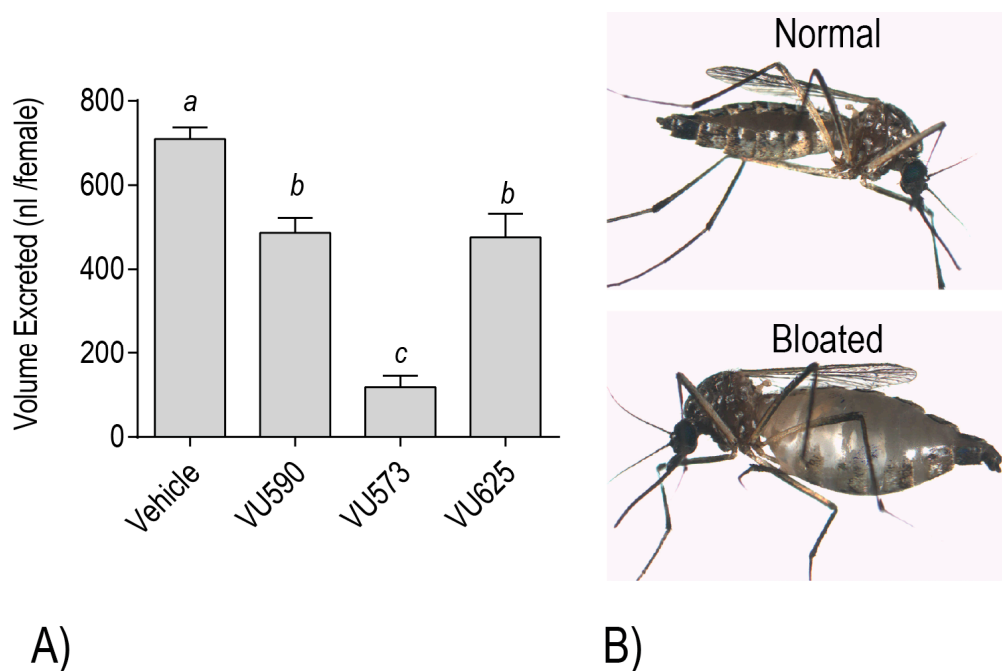 Volume Excreted (nl /female)
800
600
400
200
0
a
b
c
b
Vehicle
VU590
VU573
VU625
A)
Normal
Bloated
B)